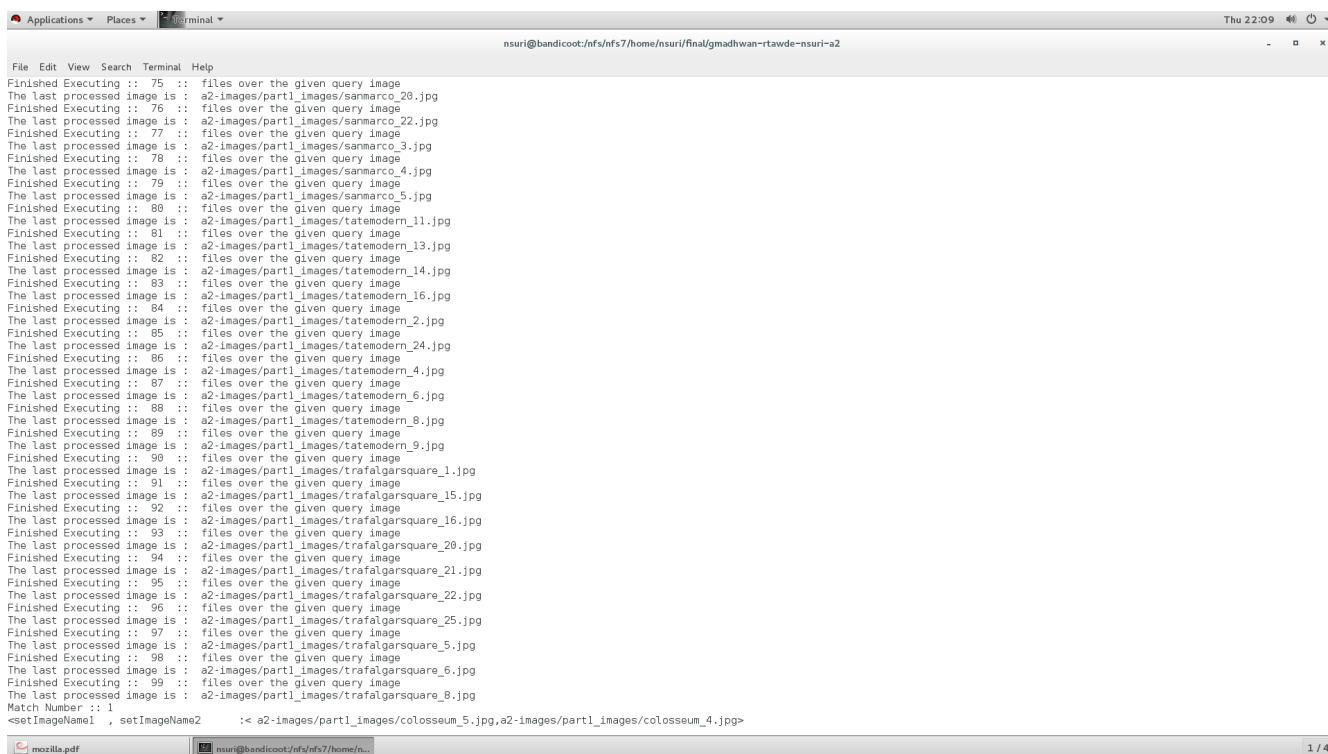 Applications Places Terminal Thu 22:09
nsuri@bandicoot:/nfs/nfs7/home/nsuri/final/gmadhwan-rtawde-nsuri-a2
File Edit View Search Terminal Help
Finished Executing :: 75 :: files over the given query image
The last processed image is : a2-images/part1_images/sanmarco_20.jpg
Finished Executing :: 76 :: files over the given query image
The last processed image is : a2-images/part1_images/sanmarco_22.jpg
Finished Executing :: 77 :: files over the given query image
The last processed image is : a2-images/part1_images/sanmarco_3.jpg
Finished Executing :: 78 :: files over the given query image
The last processed image is : a2-images/part1_images/sanmarco_4.jpg
Finished Executing :: 79 :: files over the given query image
The last processed image is : a2-images/part1_images/sanmarco_5.jpg
Finished Executing :: 80 :: files over the given query image
The last processed image is : a2-images/part1_images/tatemodern_11.jpg
Finished Executing :: 81 :: files over the given query image
The last processed image is : a2-images/part1_images/tatemodern_13.jpg
Finished Executing :: 82 :: files over the given query image
The last processed image is : a2-images/part1_images/tatemodern_14.jpg
Finished Executing :: 83 :: files over the given query image
The last processed image is : a2-images/part1_images/tatemodern_16.jpg
Finished Executing :: 84 :: files over the given query image
The last processed image is : a2-images/part1_images/tatemodern_2.jpg
Finished Executing :: 85 :: files over the given query image
The last processed image is : a2-images/part1_images/tatemodern_24.jpg
Finished Executing :: 86 :: files over the given query image
The last processed image is : a2-images/part1_images/tatemodern_4.jpg
Finished Executing :: 87 :: files over the given query image
The last processed image is : a2-images/part1_images/tatemodern_6.jpg
Finished Executing :: 88 :: files over the given query image
The last processed image is : a2-images/part1_images/tatemodern_8.jpg
Finished Executing :: 89 :: files over the given query image
The last processed image is : a2-images/part1_images/tatemodern_9.jpg
Finished Executing :: 90 :: files over the given query image
The last processed image is : a2-images/part1_images/trafalgarsquare_1.jpg
Finished Executing :: 91 :: files over the given query image
The last processed image is : a2-images/part1_images/trafalgarsquare_15.jpg
Finished Executing :: 92 :: files over the given query image
The last processed image is : a2-images/part1_images/trafalgarsquare_16.jpg
Finished Executing :: 93 :: files over the given query image
The last processed image is : a2-images/part1_images/trafalgarsquare_20.jpg
Finished Executing :: 94 :: files over the given query image
The last processed image is : a2-images/part1_images/trafalgarsquare_21.jpg
Finished Executing :: 95 :: files over the given query image
The last processed image is : a2-images/part1_images/trafalgarsquare_22.jpg
Finished Executing :: 96 :: files over the given query image
The last processed image is : a2-images/part1_images/trafalgarsquare_25.jpg
Finished Executing :: 97 :: files over the given query image
The last processed image is : a2-images/part1_images/trafalgarsquare_5.jpg
Finished Executing :: 98 :: files over the given query image
The last processed image is : a2-images/part1_images/trafalgarsquare_6.jpg
Finished Executing :: 99 :: files over the given query image
The last processed image is : a2-images/part1_images/trafalgarsquare_8.jpg
Match Number :: 1
<setImageName1 , setImageName2 :< a2-images/part1_images/colosseum_5.jpg,a2-images/part1_images/colosseum_4.jpg>
mozilla.pdf nsuri@bandicoot:/nfs/nfs7/home/n... 1 / 4